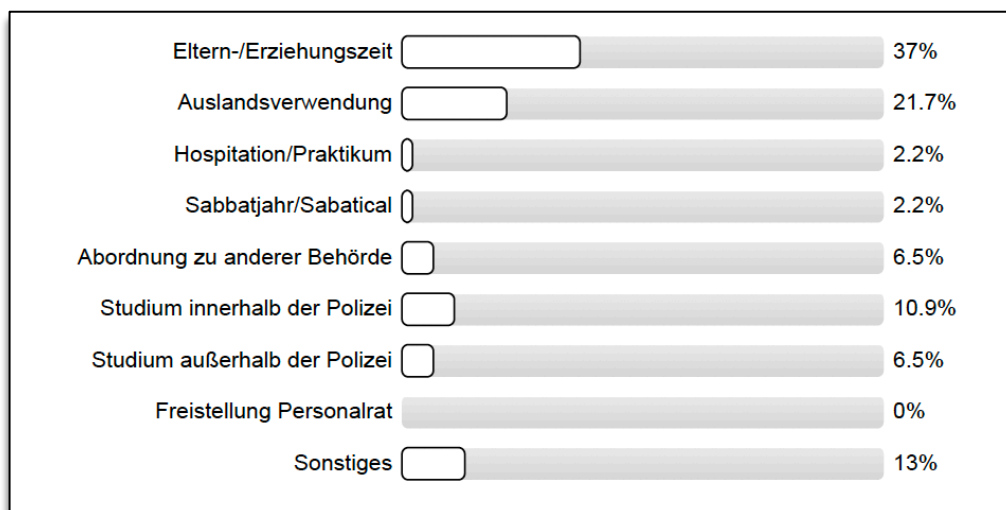 Eltern-/Erziehungszeit 37%
Auslandsverwendung 21.7%
Hospitation/Praktikum 2.2%
Sabbatjahr/Sabatical 2.2%
Abordnung zu anderer Behörde 6.5%
Studium innerhalb der Polizei 10.9%
Studium außerhalb der Polizei 6.5%
Freistellung Personalrat 0%
Sonstiges 13%